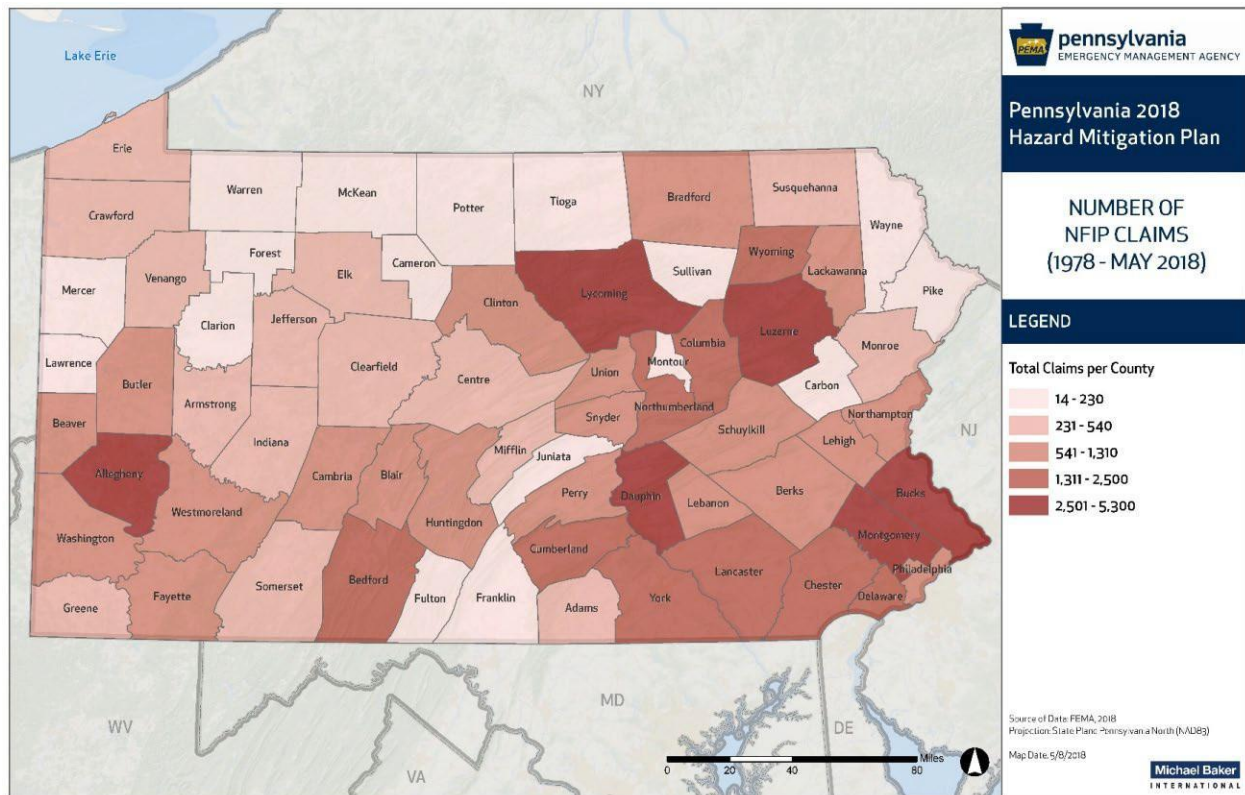 Lake Erie
NY
Erie
Crawford
Warren
McKean
Potter
Tioga
Bradford
Susquehanna
Wayne
Forest
Cameron
Sullivan
Wyoming
Lackawanna
Pike
Mercer
Venango
Elk
Clinton
Lycoming
Luzerne
Clarion
Jefferson
Lawrence
Butler
Clearfield
Centre
Union
Montour
Columbia
Carbon
Monroe
Armstrong
Beaver
Indiana
Snyder
Northumberland
Northampton
Schuylkill
Lehigh
NJ
Mifflin
Juniata
Allegheny
Cambria
Blair
Huntingdon
Perry
Dauphin
Lebanon
Berks
Bucks
Westmoreland
Washington
Montgomery
Cumberland
Lancaster
Chester
Philadelphia
Delaware
Greene
Fayette
Somerset
Bedford
Fulton
Franklin
Adams
York
WV
MD
DE
VA
Miles
0 20 40 80
PEMA
pennsylvania
EMERGENCY MANAGEMENT AGENCY
Pennsylvania 2018
Hazard Mitigation Plan
NUMBER OF
NFIP CLAIMS
(1978 - MAY 2018)
LEGEND
Total Claims per County
14 - 230
231 - 540
541 - 1,310
1,311 - 2,500
2,501 - 5,300
Source of Data: FEMA, 2018
Projection: State Plane Pennsylvania North (NAD83)
Map Date: 5/8/2018
Michael Baker
INTERNATIONAL